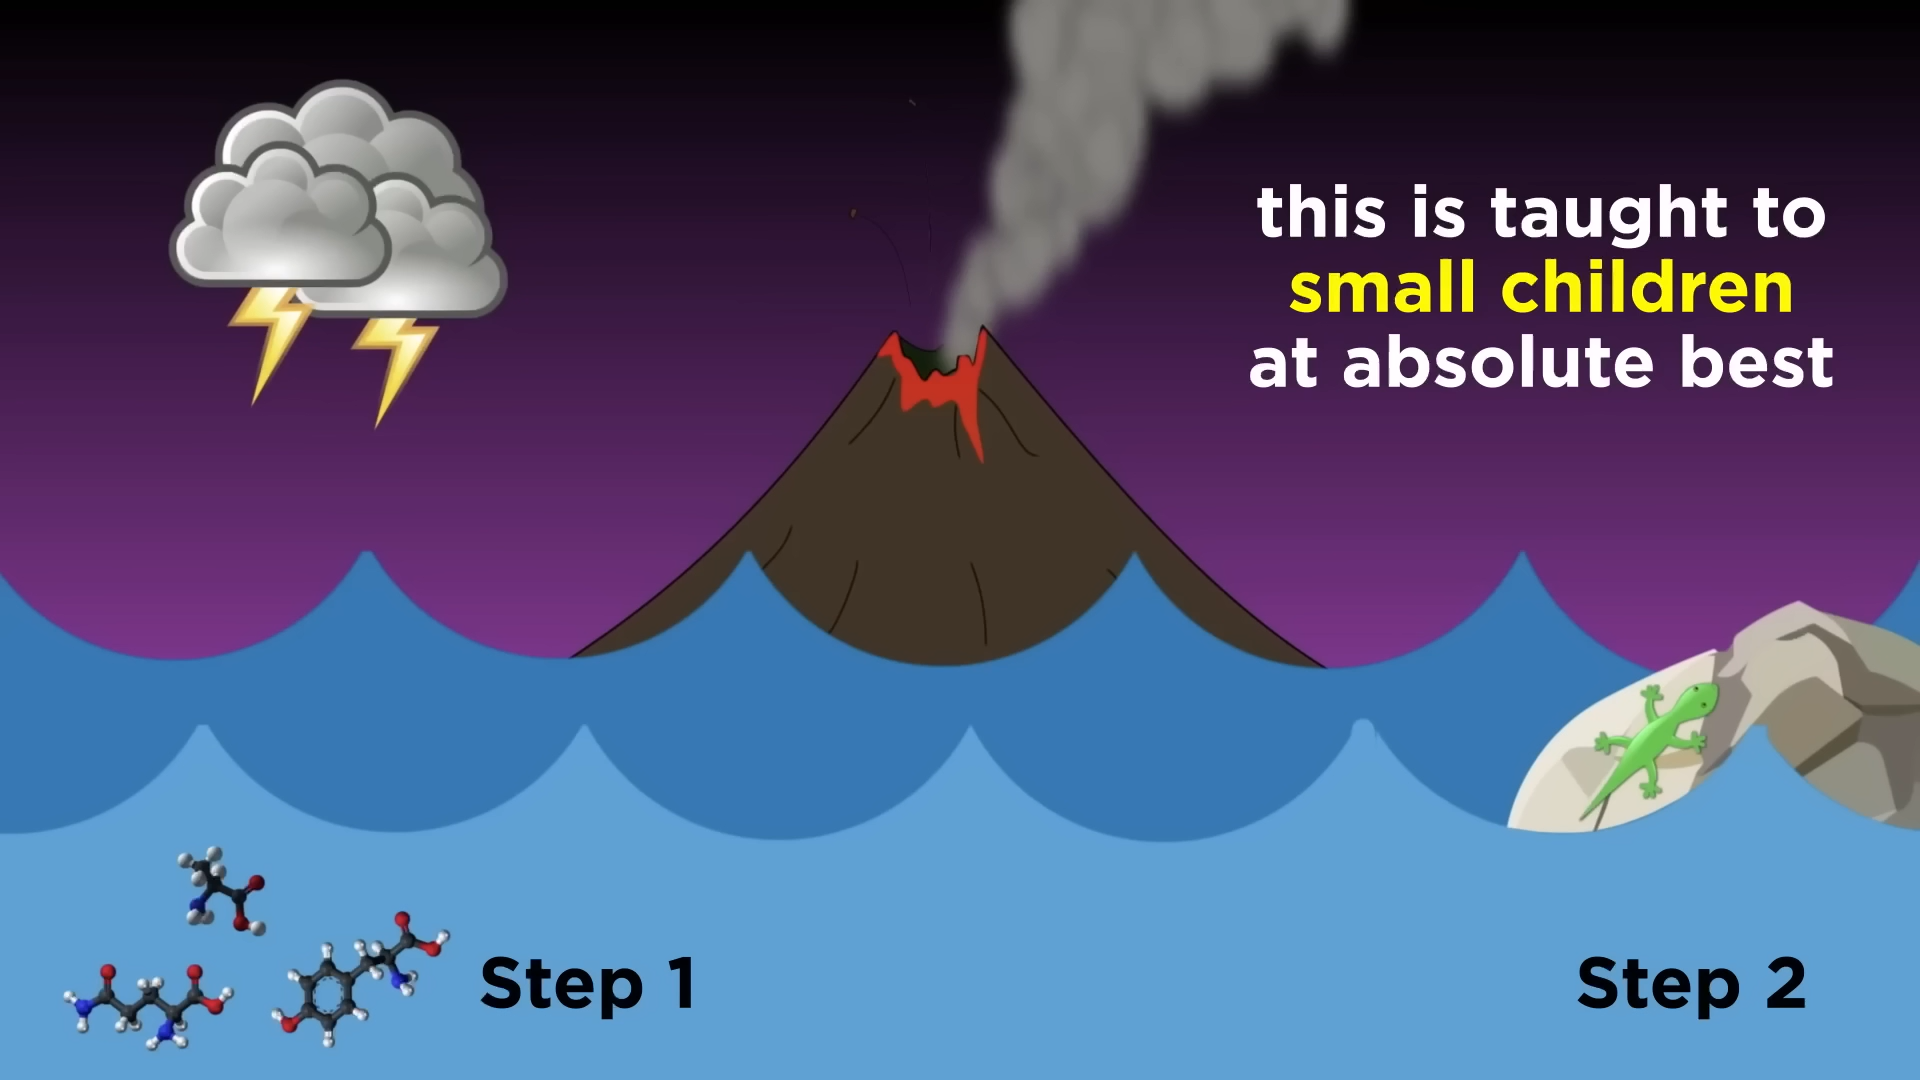 this is taught to
small children
at absolute best
Step 1
Step 2